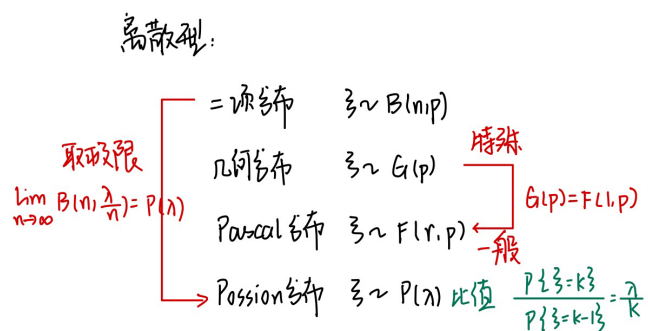 离散型:
二项分布 ξ~B(n,p)
几何分布 ξ~G(p)
特殊
取极限
lim n→∞ B(n,λ/n)=P(λ)
G(p)=F(1,p)
Pascal分布 ξ~F(r,p)
一般
Possion分布 ξ~P(λ) 比值 P{ξ=k}/P{ξ=k-1}=λ/k